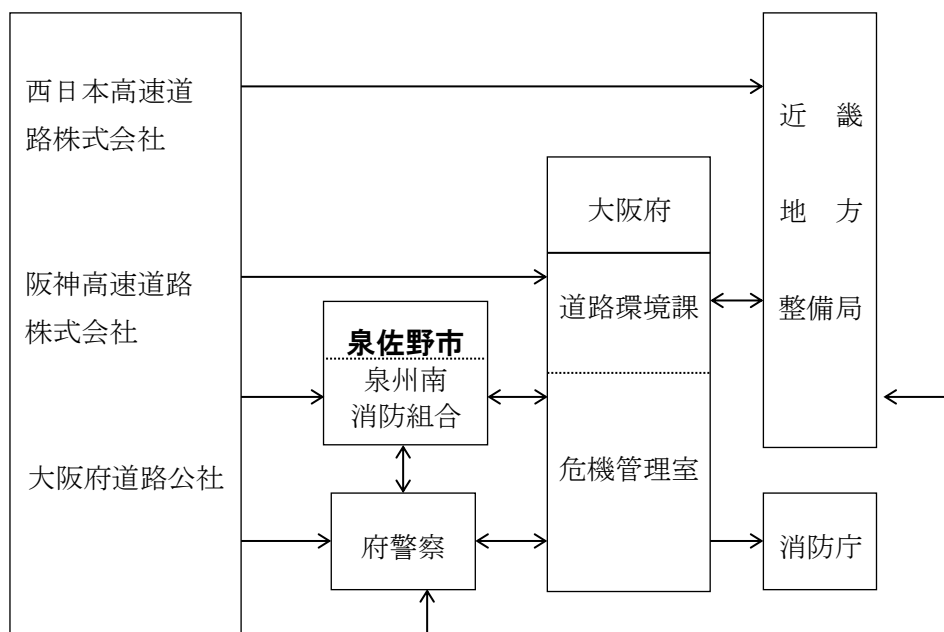 西日本高速道
路株式会社
阪神高速道路
株式会社
大阪府道路公社
泉佐野市
泉州南
消防組合
府警察
大阪府
道路環境課
危機管理室
近　畿
地　方
整備局
消防庁